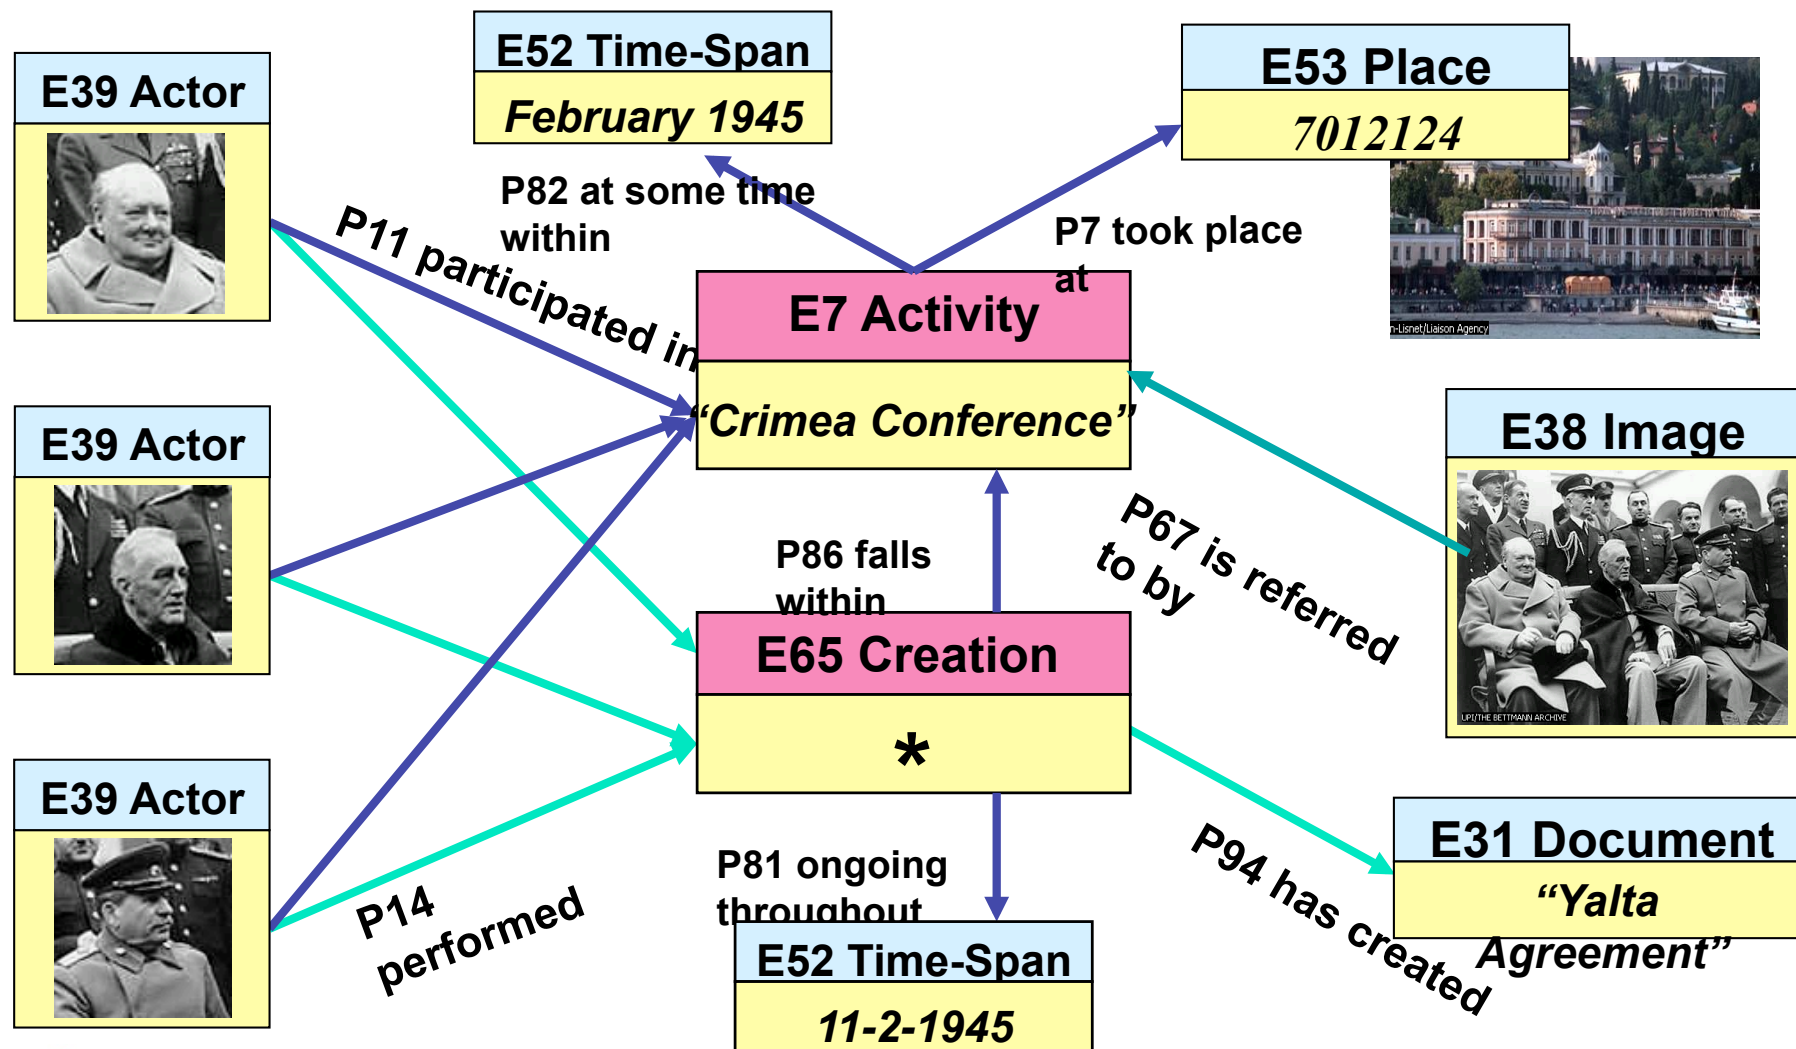 E52 Time-Span
February 1945
E53 Place
7012124
E39 Actor
P82 at some time
within
P7 took place
at
n-Lisnet/Liaison Agency
P11 participated in
E7 Activity
“Crimea Conference”
E39 Actor
E38 Image
UPI/THE BETTMANN ARCHIVE
P67 is referred
to by
P86 falls
within
E65 Creation
*
E39 Actor
P14
performed
P81 ongoing
throughout
E52 Time-Span
11-2-1945
P94 has created
E31 Document
“Yalta
Agreement”